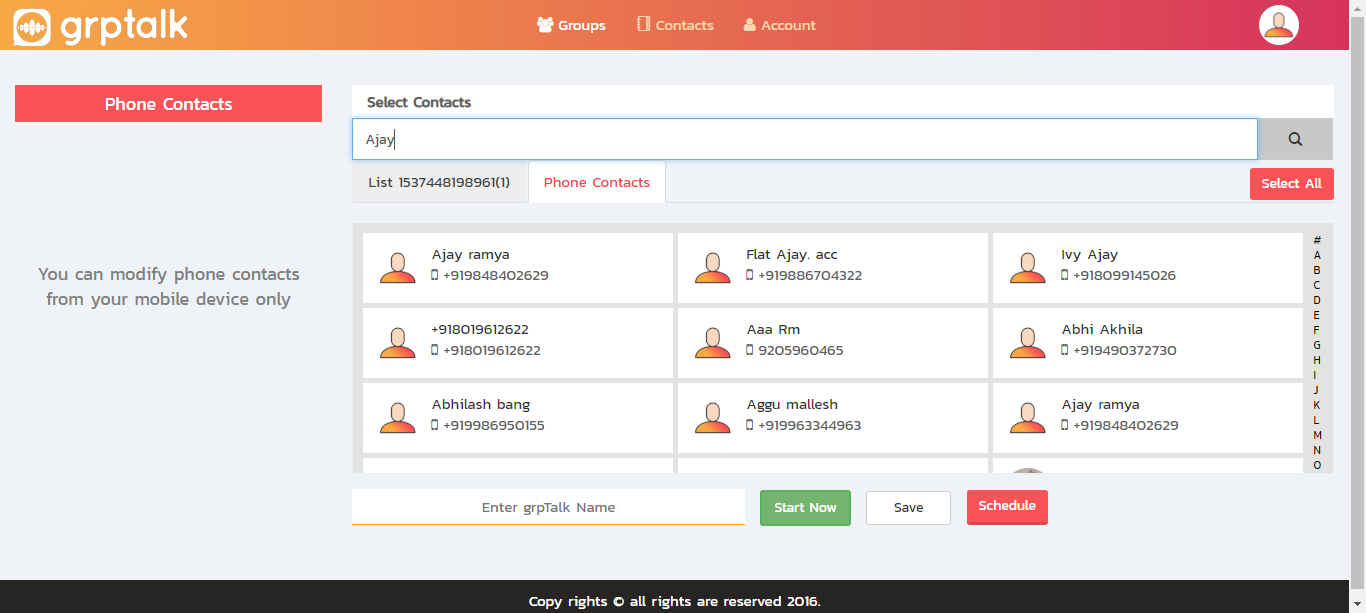 grptalk
Groups
Contacts
Account
Phone Contacts
You can modify phone contacts
from your mobile device only
Select Contacts
Ajay
List 1537448198961(1)
Phone Contacts
Select All
Ajay ramya
+919848402629
Flat Ajay. acc
+919886704322
Ivy Ajay
+918099145026
+918019612622
+918019612622
Aaa Rm
9205960465
Abhi Akhila
+919490372730
Abhilash bang
+919986950155
Aggu mallesh
+919963344963
Ajay ramya
+919848402629
#
A
B
C
D
E
F
G
H
I
J
K
L
M
N
O
Enter grpTalk Name
Start Now
Save
Schedule
Copy rights © all rights are reserved 2016.